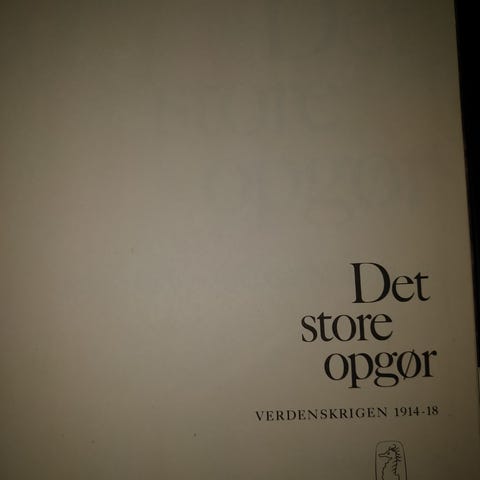 Det
store
opgør
VERDENSKRIGEN 1914-18